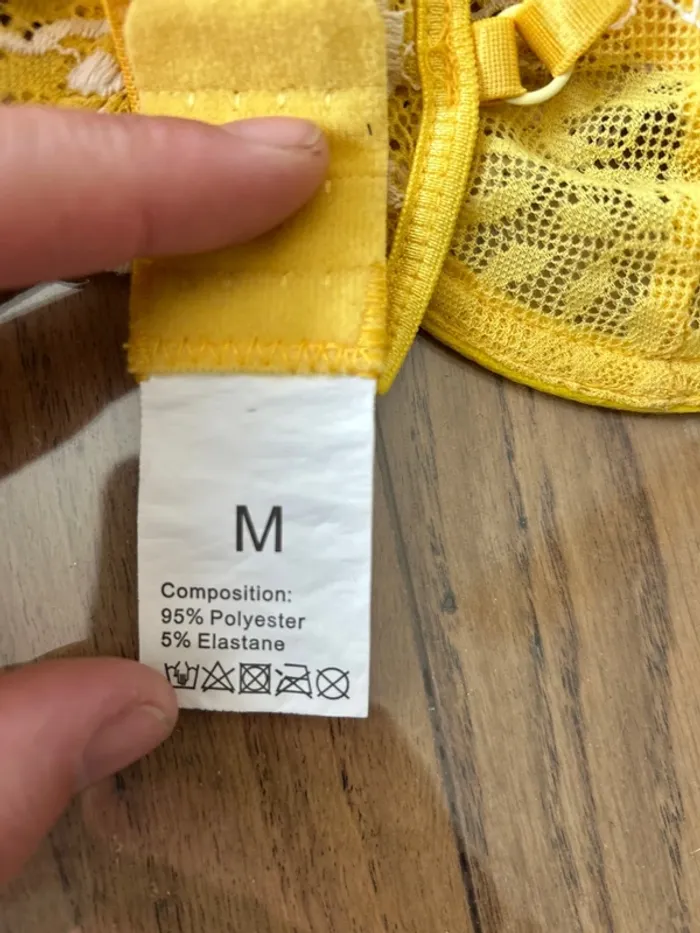 M
Composition:
95% Polyester
5% Elastane